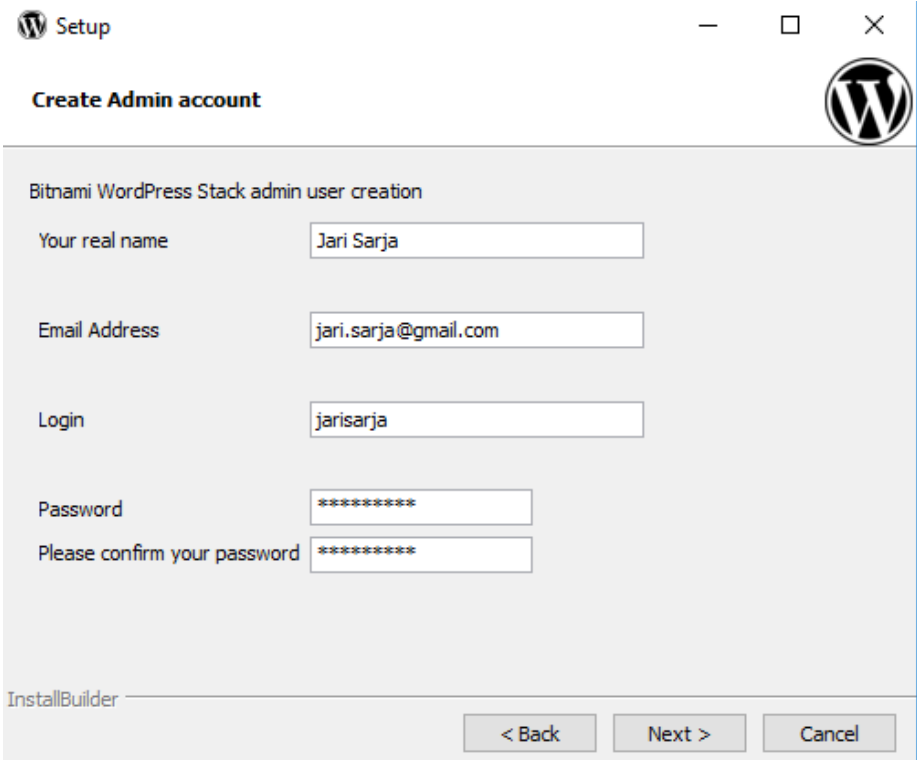 Setup
Create Admin account
Bitnami WordPress Stack admin user creation
Your real name Jari Sarja
Email Address jari.sarja@gmail.com
Login jarisarja
Password *********
Please confirm your password *********
InstallBuilder
< Back Next > Cancel